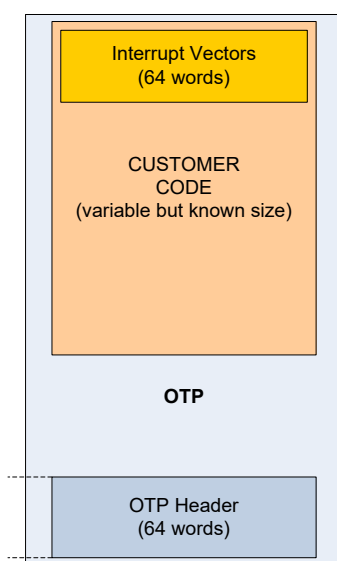 Interrupt Vectors
(64 words)
CUSTOMER
CODE
(variable but known size)
OTP
OTP Header
(64 words)